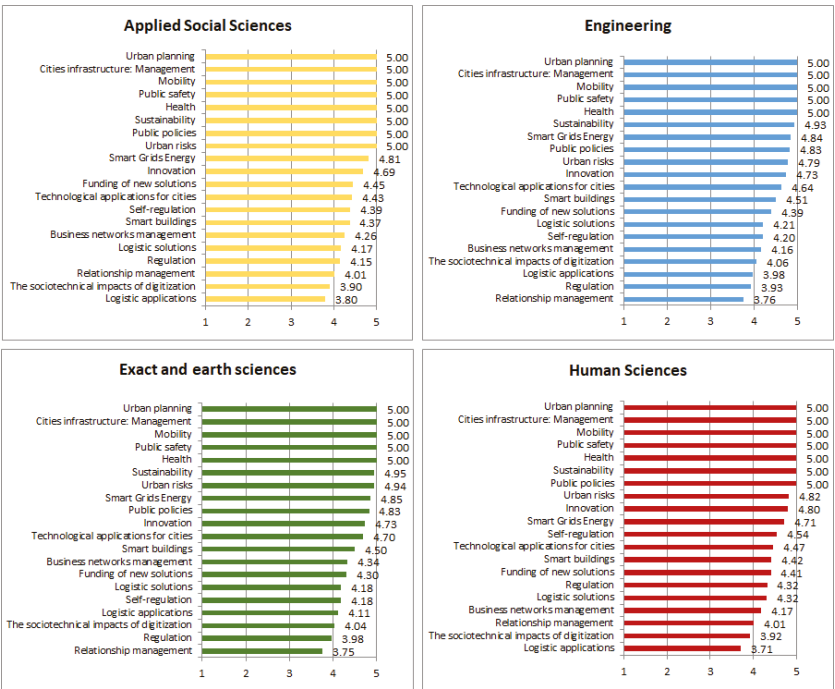 Applied Social Sciences
Urban planning 5.00
Cities infrastructure: Management 5.00
Mobility 5.00
Public safety 5.00
Health 5.00
Sustainability 5.00
Public policies 5.00
Urban risks 5.00
Smart Grids Energy 4.81
Innovation 4.69
Funding of new solutions 4.45
Technological applications for cities 4.43
Self-regulation 4.39
Smart buildings 4.37
Business networks management 4.26
Logistic solutions 4.17
Regulation 4.15
Relationship management 4.01
The sociotechnical impacts of digitization 3.90
Logistic applications 3.80
1 2 3 4 5
Engineering
Urban planning 5.00
Cities infrastructure: Management 5.00
Mobility 5.00
Public safety 5.00
Health 5.00
Sustainability 4.93
Smart Grids Energy 4.84
Public policies 4.83
Urban risks 4.79
Innovation 4.73
Technological applications for cities 4.64
Smart buildings 4.51
Funding of new solutions 4.39
Logistic solutions 4.21
Self-regulation 4.20
Business networks management 4.16
The sociotechnical impacts of digitization 4.06
Logistic applications 3.98
Regulation 3.93
Relationship management 3.76
1 2 3 4 5
Exact and earth sciences
Urban planning 5.00
Cities infrastructure: Management 5.00
Mobility 5.00
Public safety 5.00
Health 5.00
Sustainability 4.95
Urban risks 4.94
Smart Grids Energy 4.85
Public policies 4.83
Innovation 4.73
Technological applications for cities 4.70
Smart buildings 4.50
Business networks management 4.34
Funding of new solutions 4.30
Logistic solutions 4.18
Self-regulation 4.18
Logistic applications 4.11
The sociotechnical impacts of digitization 4.04
Regulation 3.98
Relationship management 3.75
1 2 3 4 5
Human Sciences
Urban planning 5.00
Cities infrastructure: Management 5.00
Mobility 5.00
Public safety 5.00
Health 5.00
Sustainability 5.00
Public policies 5.00
Urban risks 4.82
Innovation 4.80
Smart Grids Energy 4.71
Self-regulation 4.54
Technological applications for cities 4.47
Smart buildings 4.42
Funding of new solutions 4.41
Regulation 4.32
Logistic solutions 4.32
Business networks management 4.17
Relationship management 4.01
The sociotechnical impacts of digitization 3.92
Logistic applications 3.71
1 2 3 4 5